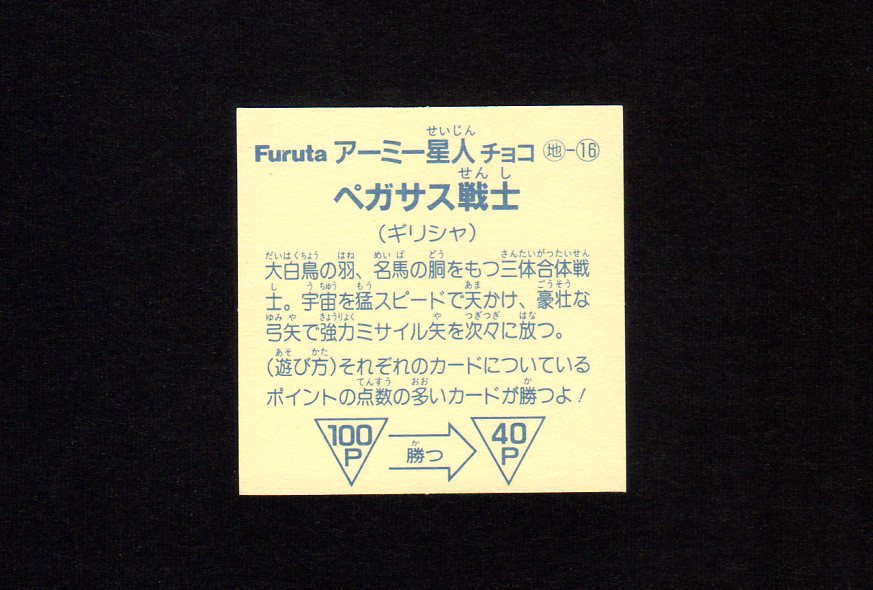 Furuta アーミー星人チョコ ㊏-⑯
ペガサス戦士
(ギリシャ)
大白鳥の羽、名馬の胴をもつ三体合体戦
士。宇宙を猛スピードで天かけ、豪壮な
弓矢で強力ミサイル矢を次々に放つ。
(遊び方)それぞれのカードについている
ポイントの点数の多いカードが勝つよ!
100P 勝つ 40P